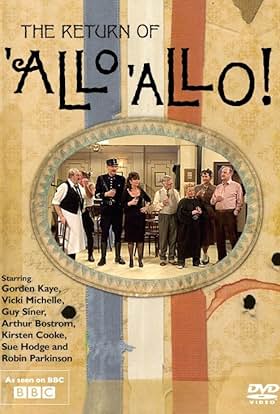 THE RETURN OF
'ALLO 'ALLO!
Starring
Gorden Kaye,
Vicki Michelle,
Guy Siner,
Arthur Bostrom,
Kirsten Cooke,
Sue Hodge and
Robin Parkinson
As seen on BBC
BBC
DVD
VIDEO